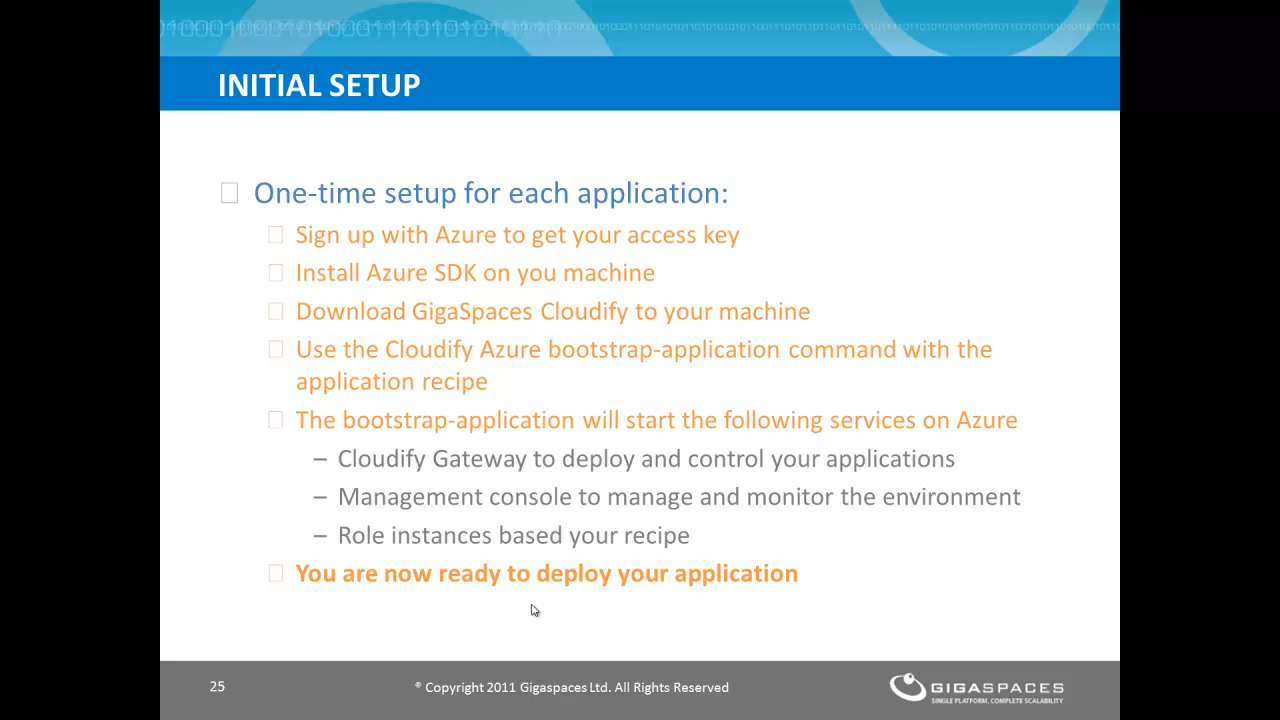 INITIAL SETUP
One-time setup for each application:
Sign up with Azure to get your access key
Install Azure SDK on you machine
Download GigaSpaces Cloudify to your machine
Use the Cloudify Azure bootstrap-application command with the
application recipe
The bootstrap-application will start the following services on Azure
– Cloudify Gateway to deploy and control your applications
– Management console to manage and monitor the environment
– Role instances based your recipe
You are now ready to deploy your application
25
® Copyright 2011 Gigaspaces Ltd. All Rights Reserved
GIGASPACES
SINGLE PLATFORM. COMPLETE SCALABILITY.